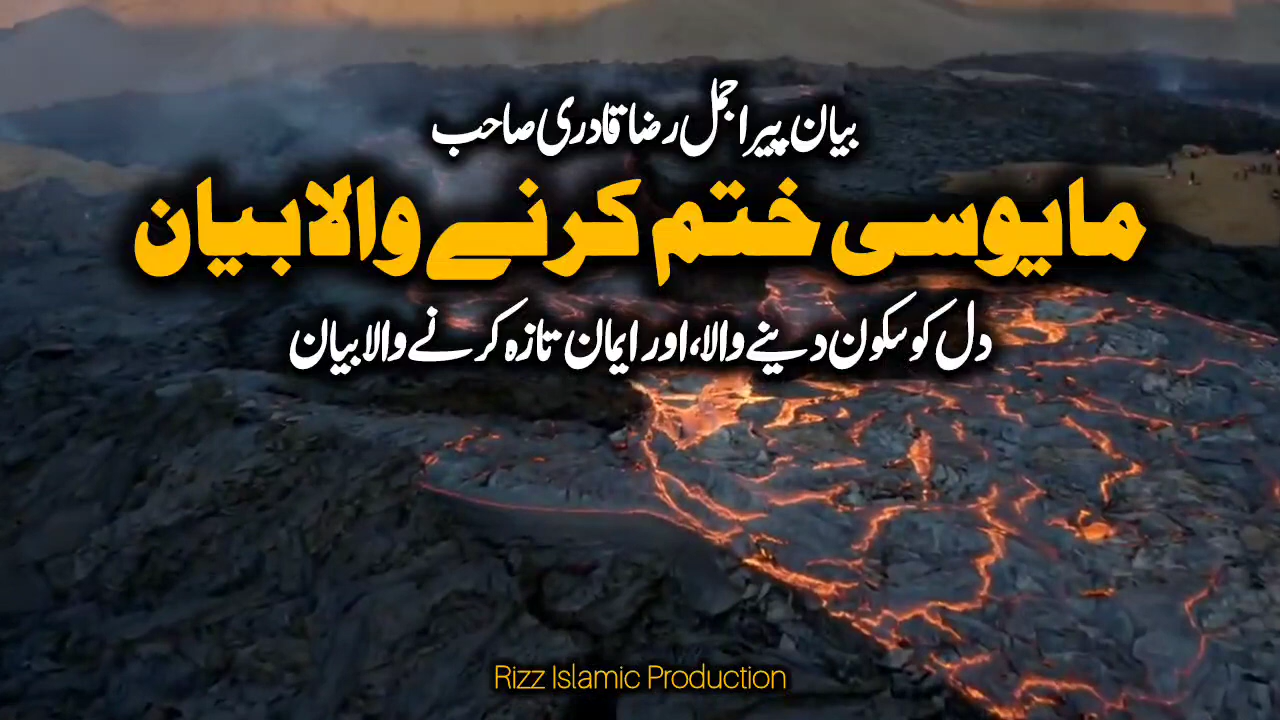 بیان پیر اجمل رضا قادری صاحب
مایوسی ختم کرنے والا بیان
دل کو سکون دینے والا، اور ایمان تازہ کرنے والا بیان
Rizz Islamic Production